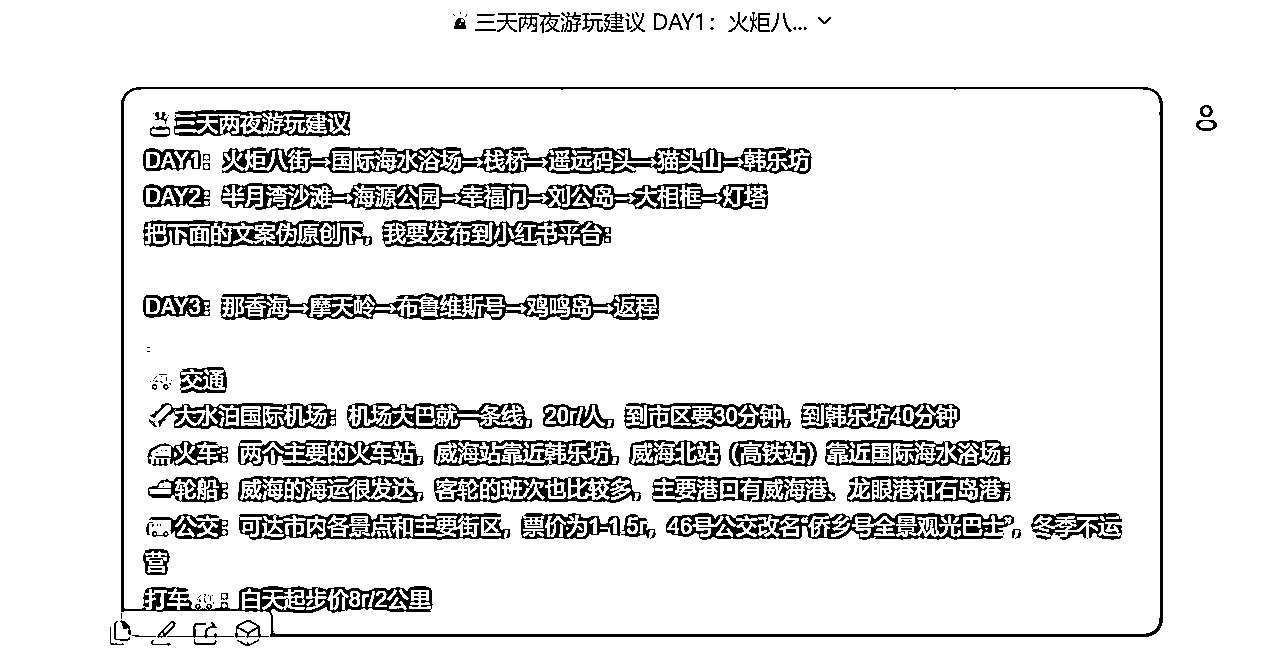 三天两夜游玩建议 DAY1：火炬八...
三天两夜游玩建议
DAY1：火炬八街→国际海水浴场→栈桥→遥远码头→猫头山→韩乐坊
DAY2：半月湾沙滩→海源公园→幸福门→刘公岛→大相框→灯塔
把下面的文案伪原创下，我要发布到小红书平台：
DAY3：那香海→摩天岭→布鲁维斯号→鸡鸣岛→返程
:
交通
大水泊国际机场：机场大巴就一条线，20r/人，到市区要30分钟，到韩乐坊40分钟
火车：两个主要的火车站，威海站靠近韩乐坊，威海北站（高铁站）靠近国际海水浴场；
轮船：威海的海运很发达，客轮的班次也比较多，主要港口有威海港、龙眼港和石岛港；
公交：可达市内各景点和主要街区，票价为1-1.5r，46号公交改名“侨乡号全景观光巴士”，冬季不运
营
打车：白天起步价8r/2公里